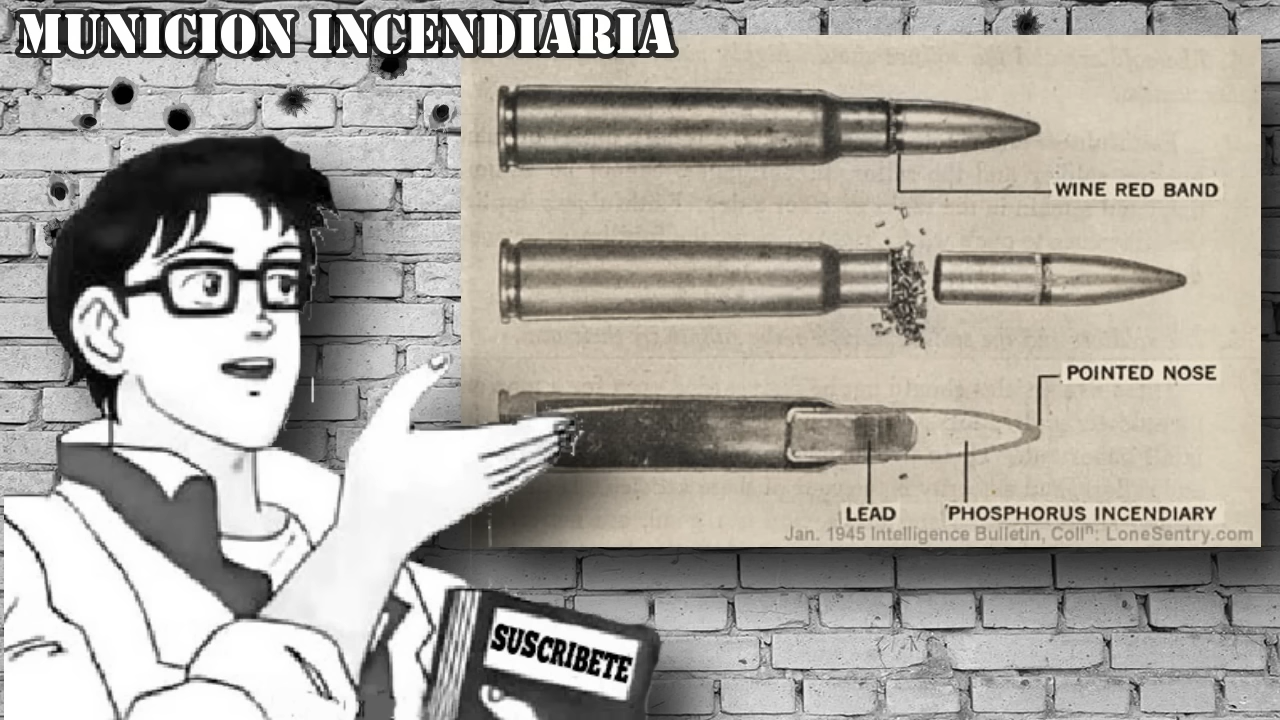 MUNICION INCENDIARIA
WINE RED BAND
POINTED NOSE
LEAD
PHOSPHORUS INCENDIARY
Jan. 1945 Intelligence Bulletin, Collⁿ: LoneSentry.com
SUSCRIBETE